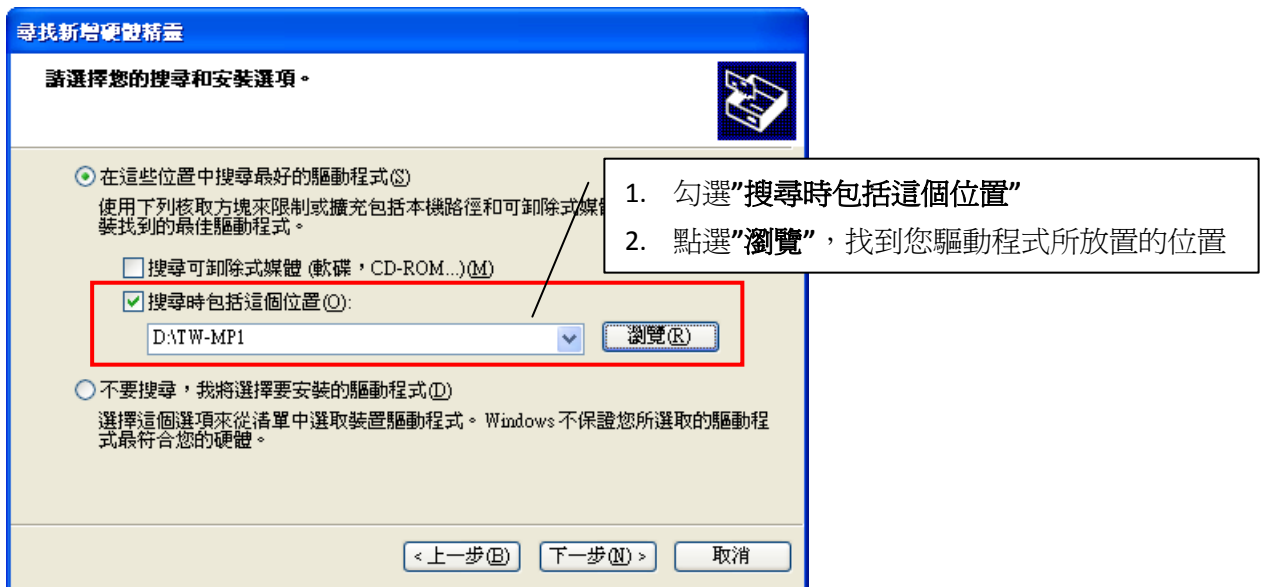 尋找新增硬體精靈
請選擇您的搜尋和安裝選項。
在這些位置中搜尋最好的驅動程式(S)
使用下列核取方塊來限制或擴充包括本機路徑和可卸除式媒
裝找到的最佳驅動程式。
1. 勾選"搜尋時包括這個位置"
2. 點選"瀏覽"，找到您驅動程式所放置的位置
搜尋可卸除式媒體 (軟碟，CD-ROM...)(M)
搜尋時包括這個位置(O):
D:\TW-MP1
瀏覽(R)
不要搜尋，我將選擇要安裝的驅動程式(D)
選擇這個選項來從清單中選取裝置驅動程式。Windows 不保證您所選取的驅動程
式最符合您的硬體。
<上一步(B) 下一步(N)> 取消